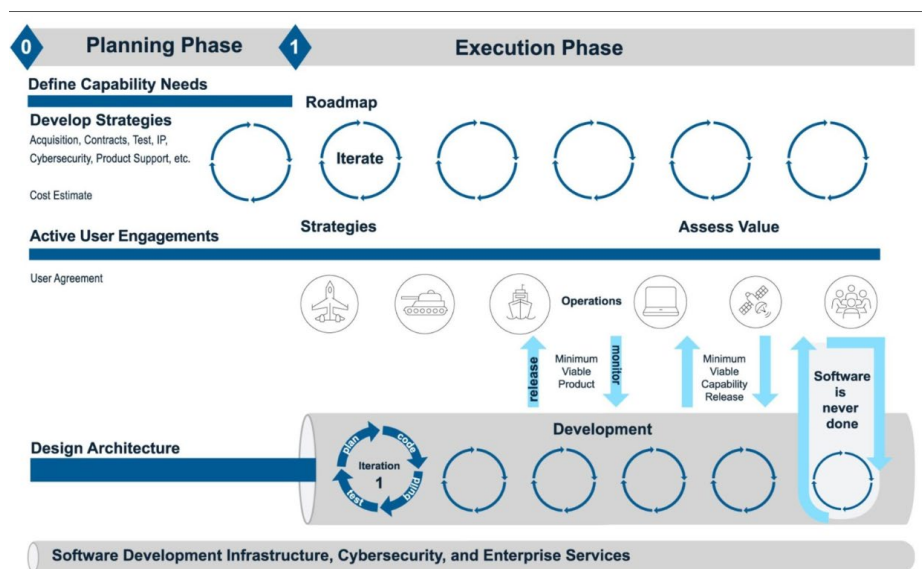 0
Planning Phase
1
Execution Phase
Define Capability Needs
Roadmap
Develop Strategies
Acquisition, Contracts, Test, IP,
Cybersecurity, Product Support, etc.
Iterate
Cost Estimate
Strategies
Assess Value
Active User Engagements
User Agreement
Operations
release
Minimum
Viable
Product
monitor
Minimum
Viable
Capability
Release
Software
is
never
done
Development
Design Architecture
plan
code
Iteration
1
test
build
Software Development Infrastructure, Cybersecurity, and Enterprise Services